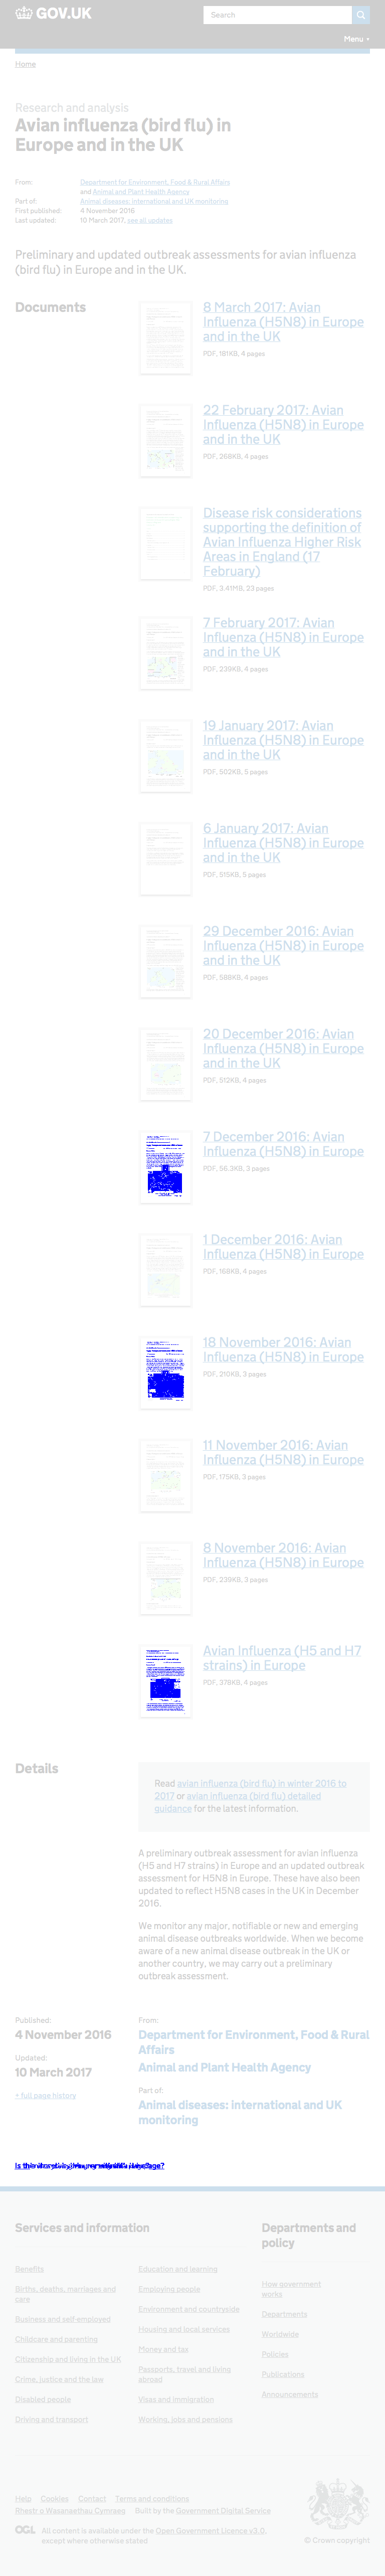 GOV.UK
Search
Menu
Home
Research and analysis
Avian influenza (bird flu) in
Europe and in the UK
From: Department for Environment, Food & Rural Affairs
and Animal and Plant Health Agency
Part of: Animal diseases: international and UK monitoring
First published: 4 November 2016
Last updated: 10 March 2017, see all updates
Preliminary and updated outbreak assessments for avian influenza
(bird flu) in Europe and in the UK.
Documents
8 March 2017: Avian
Influenza (H5N8) in Europe
and in the UK
PDF, 181KB, 4 pages
22 February 2017: Avian
Influenza (H5N8) in Europe
and in the UK
PDF, 268KB, 4 pages
Disease risk considerations
supporting the definition of
Avian Influenza Higher Risk
Areas in England (17
February)
PDF, 3.41MB, 23 pages
7 February 2017: Avian
Influenza (H5N8) in Europe
and in the UK
PDF, 239KB, 4 pages
19 January 2017: Avian
Influenza (H5N8) in Europe
and in the UK
PDF, 502KB, 5 pages
6 January 2017: Avian
Influenza (H5N8) in Europe
and in the UK
PDF, 515KB, 5 pages
29 December 2016: Avian
Influenza (H5N8) in Europe
and in the UK
PDF, 588KB, 4 pages
20 December 2016: Avian
Influenza (H5N8) in Europe
and in the UK
PDF, 512KB, 4 pages
7 December 2016: Avian
Influenza (H5N8) in Europe
PDF, 56.3KB, 3 pages
1 December 2016: Avian
Influenza (H5N8) in Europe
PDF, 168KB, 4 pages
18 November 2016: Avian
Influenza (H5N8) in Europe
PDF, 210KB, 3 pages
11 November 2016: Avian
Influenza (H5N8) in Europe
PDF, 175KB, 3 pages
8 November 2016: Avian
Influenza (H5N8) in Europe
PDF, 239KB, 3 pages
Avian Influenza (H5 and H7
strains) in Europe
PDF, 378KB, 4 pages
Details
Read avian influenza (bird flu) in winter 2016 to
2017 or avian influenza (bird flu) detailed
guidance for the latest information.
A preliminary outbreak assessment for avian influenza
(H5 and H7 strains) in Europe and an updated outbreak
assessment for H5N8 in Europe. These have also been
updated to reflect H5N8 cases in the UK in December
2016.
We monitor any major, notifiable or new and emerging
animal disease outbreaks worldwide. When we become
aware of a new animal disease outbreak in the UK or
another country, we may carry out a preliminary
outbreak assessment.
Published:
4 November 2016
Updated:
10 March 2017
+ full page history
From:
Department for Environment, Food & Rural
Affairs
Animal and Plant Health Agency
Part of:
Animal diseases: international and UK
monitoring
Services and information
Benefits
Births, deaths, marriages and
care
Business and self-employed
Childcare and parenting
Citizenship and living in the UK
Crime, justice and the law
Disabled people
Driving and transport
Education and learning
Employing people
Environment and countryside
Housing and local services
Money and tax
Passports, travel and living
abroad
Visas and immigration
Working, jobs and pensions
Departments and
policy
How government
works
Departments
Worldwide
Policies
Publications
Announcements
Help Cookies Contact Terms and conditions
Rhestr o Wasanaethau Cymraeg Built by the Government Digital Service
OGL All content is available under the Open Government Licence v3.0,
except where otherwise stated
© Crown copyright